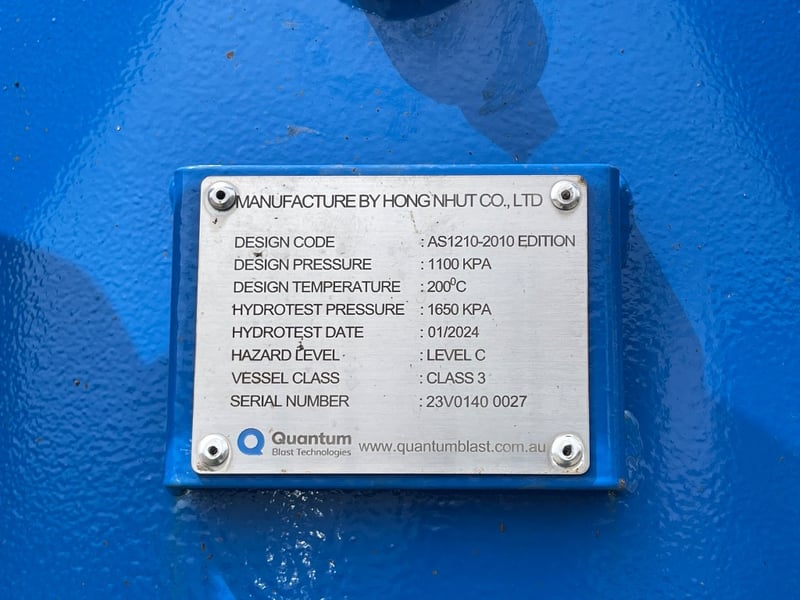 MANUFACTURE BY HONG NHUT CO., LTD
DESIGN CODE : AS1210-2010 EDITION
DESIGN PRESSURE : 1100 KPA
DESIGN TEMPERATURE : 200⁰C
HYDROTEST PRESSURE : 1650 KPA
HYDROTEST DATE : 01/2024
HAZARD LEVEL : LEVEL C
VESSEL CLASS : CLASS 3
SERIAL NUMBER : 23V0140 0027
Quantum
Blast Technologies
www.quantumblast.com.au